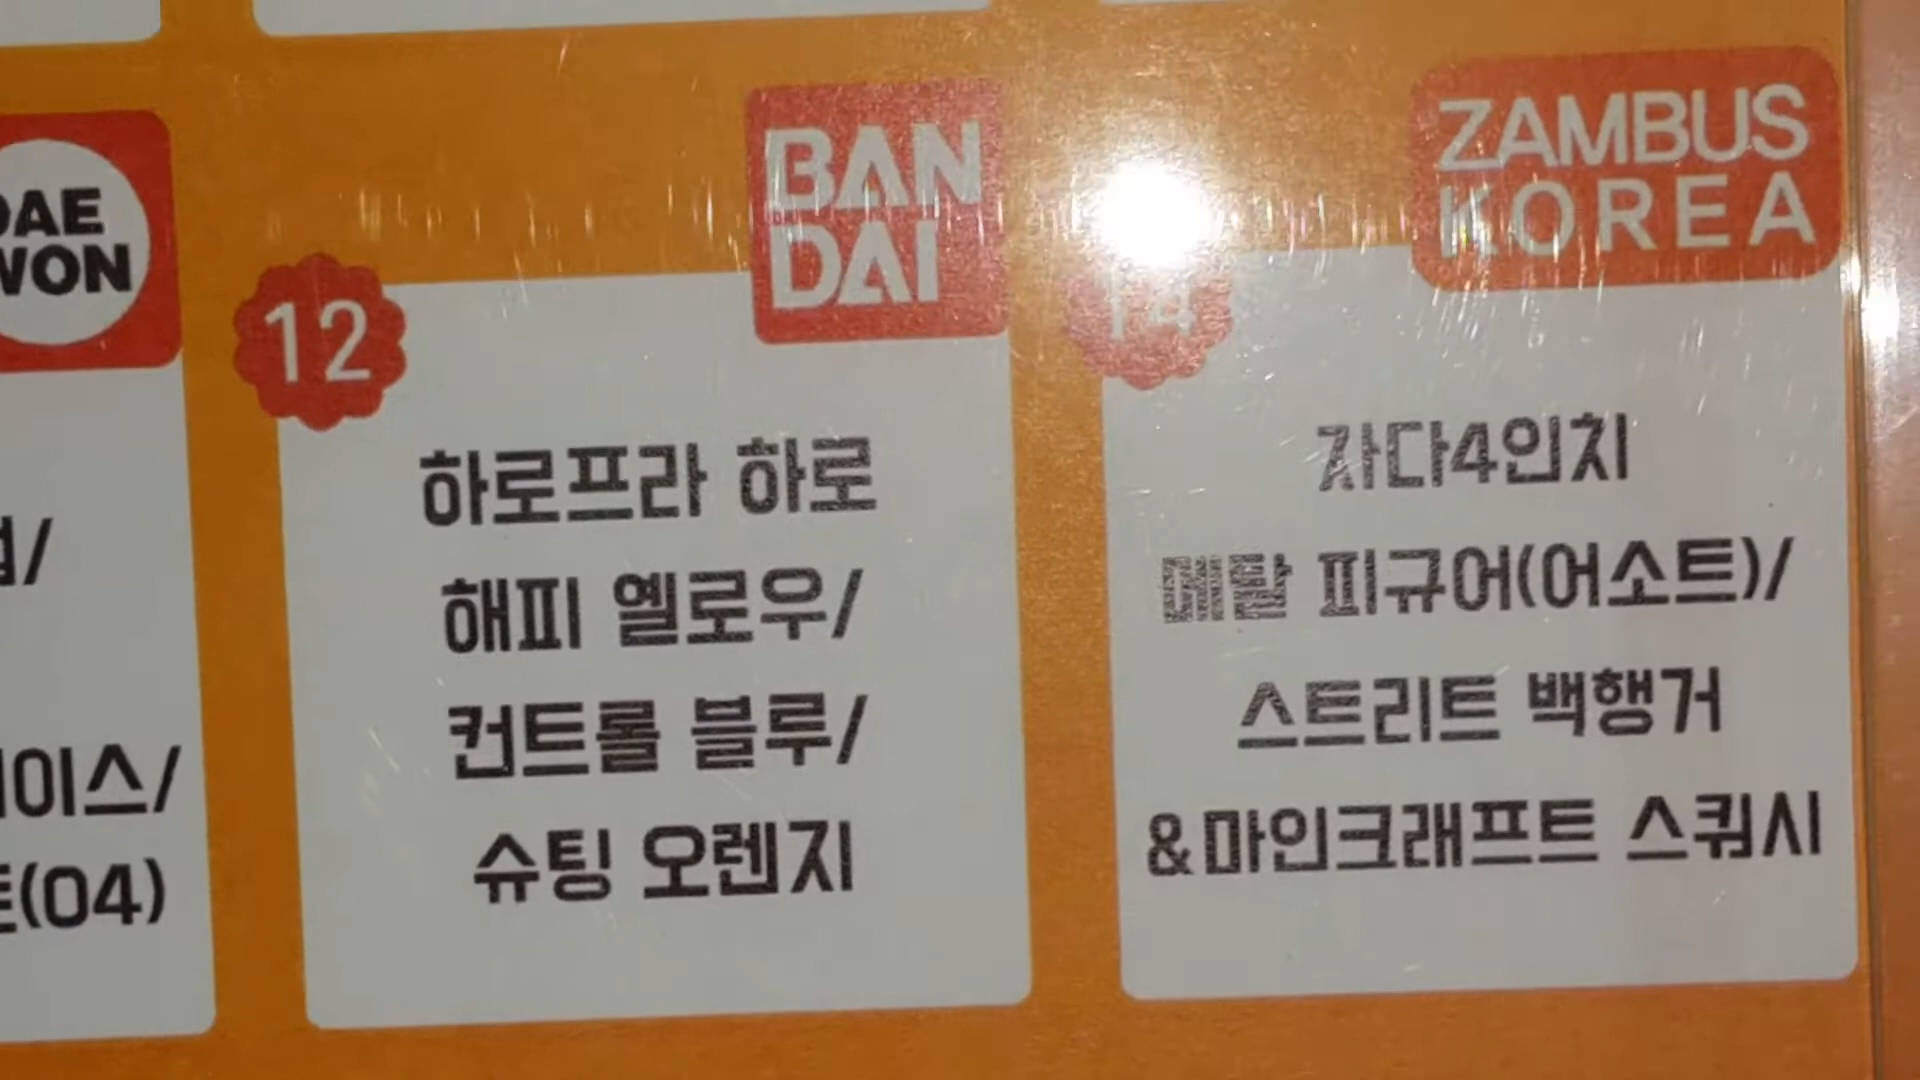 DAE
WON
이스/
(04)
12
BAN
DAI
하로프라 하로
해피 옐로우/
컨트롤 블루/
슈팅 오렌지
14
ZAMBUS
KOREA
자다4인치
메탈 피규어(어소트)/
스트리트 백행거
&마인크래프트 스쿼시